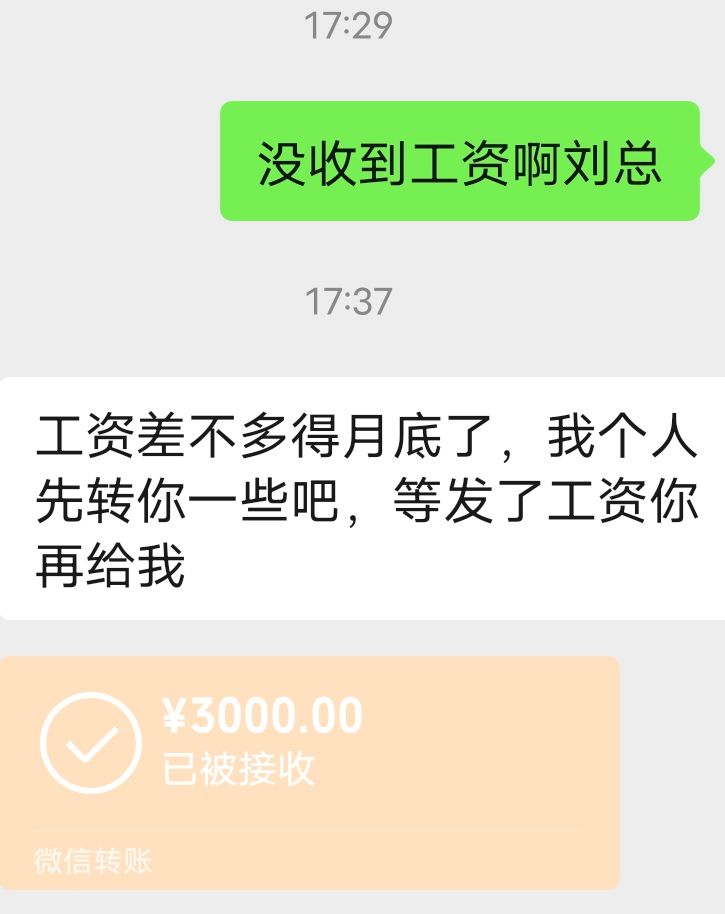 17:29
没收到工资啊刘总
17:37
工资差不多得月底了，我个人
先转你一些吧，等发了工资你
再给我
¥3000.00
已被接收
微信转账